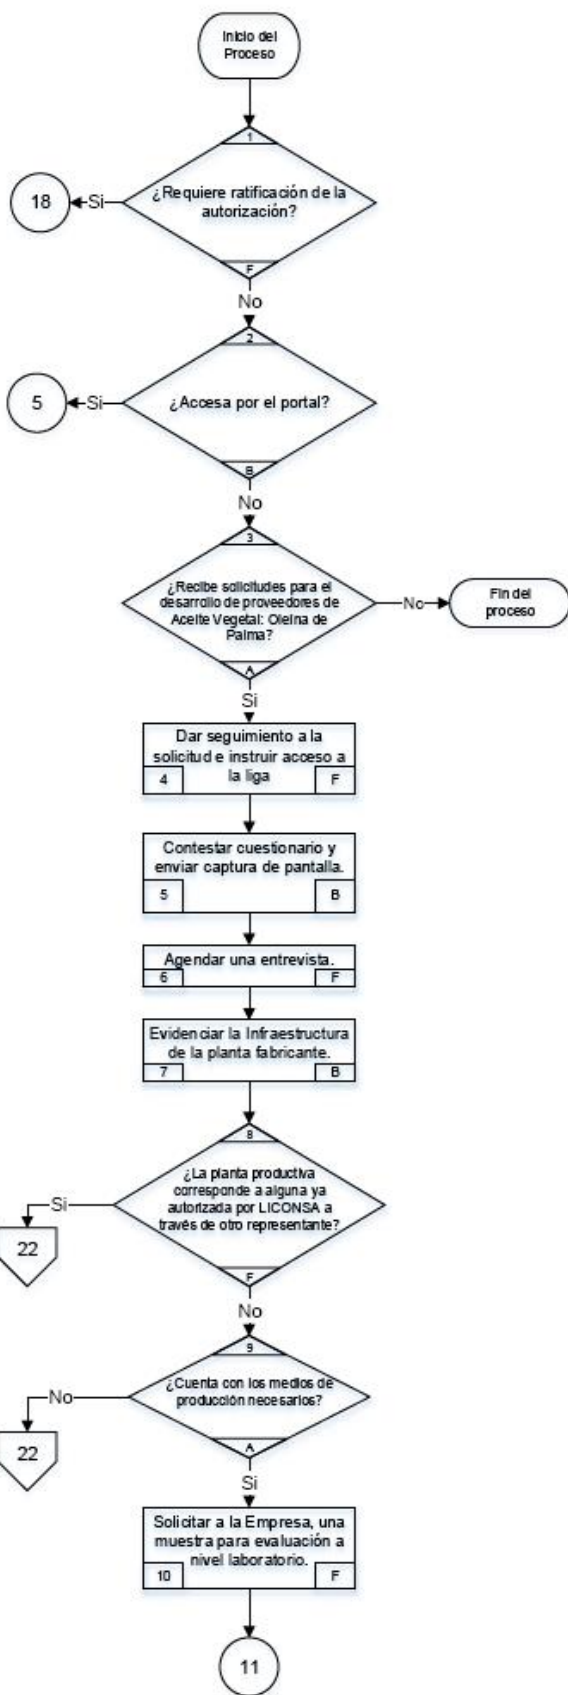 Inicio del
Proceso
1
¿Requiere ratificación de la
autorización?
F
Si
18
No
2
¿Accesa por el portal?
B
Si
5
No
3
¿Recibe solicitudes para el
desarrollo de proveedores de
Aceite Vegetal: Oleina de
Palma?
A
No
Fin del
proceso
Si
Dar seguimiento a la
solicitud e instruir acceso a
la liga
4
F
Contestar cuestionario y
enviar captura de pantalla.
5
B
Agendar una entrevista.
6
F
Evidenciar la Infraestructura
de la planta fabricante.
7
B
8
¿La planta productiva
corresponde a alguna ya
autorizada por LICONSA a
través de otro representante?
F
Si
22
No
9
¿Cuenta con los medios de
producción necesarios?
A
No
22
Si
Solicitar a la Empresa, una
muestra para evaluación a
nivel laboratorio.
10
F
11